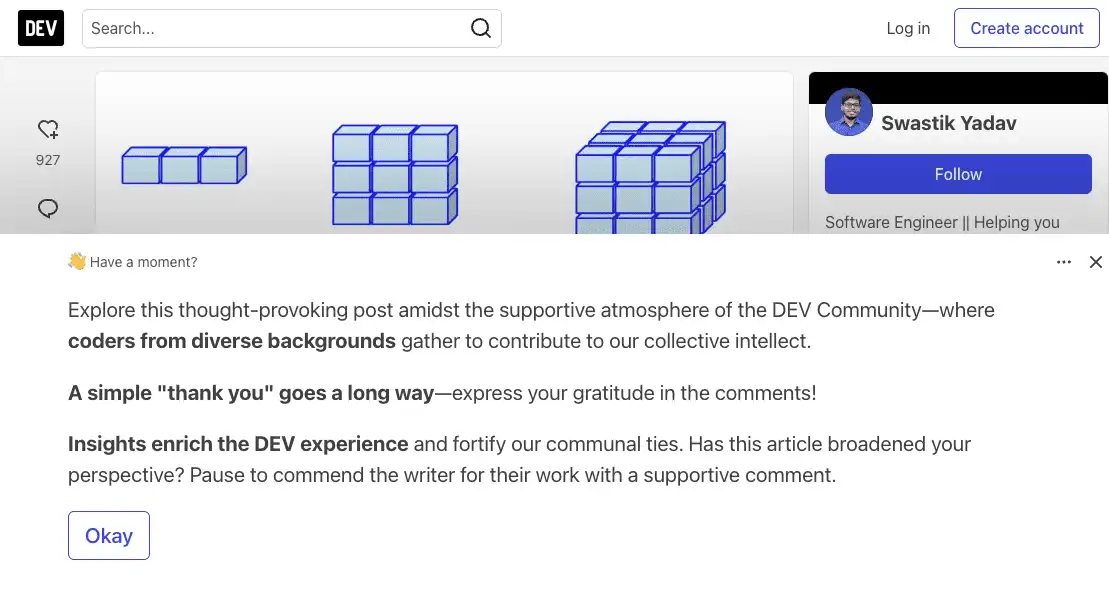 DEV
Search...
Log in
Create account
927
Swastik Yadav
Follow
Software Engineer || Helping you
👋 Have a moment?
Explore this thought-provoking post amidst the supportive atmosphere of the DEV Community—where
coders from diverse backgrounds gather to contribute to our collective intellect.
A simple "thank you" goes a long way—express your gratitude in the comments!
Insights enrich the DEV experience and fortify our communal ties. Has this article broadened your
perspective? Pause to commend the writer for their work with a supportive comment.
Okay